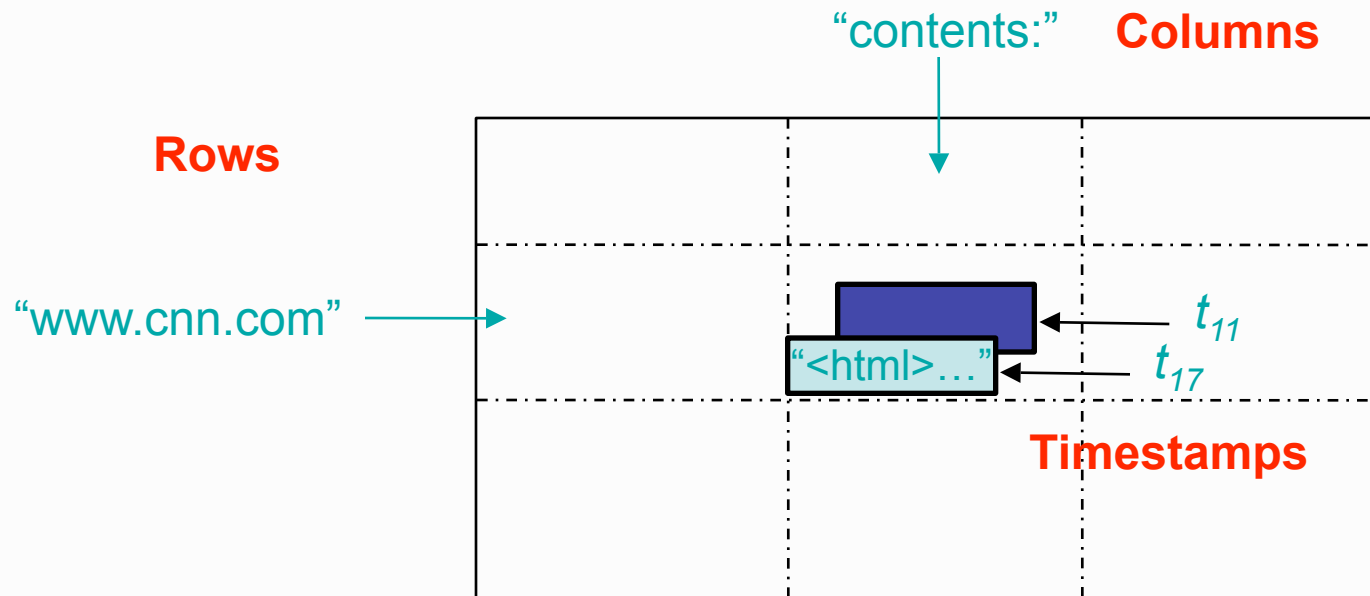 “contents:” Columns
Rows
“www.cnn.com”
t11
“<html>…”
t17
Timestamps